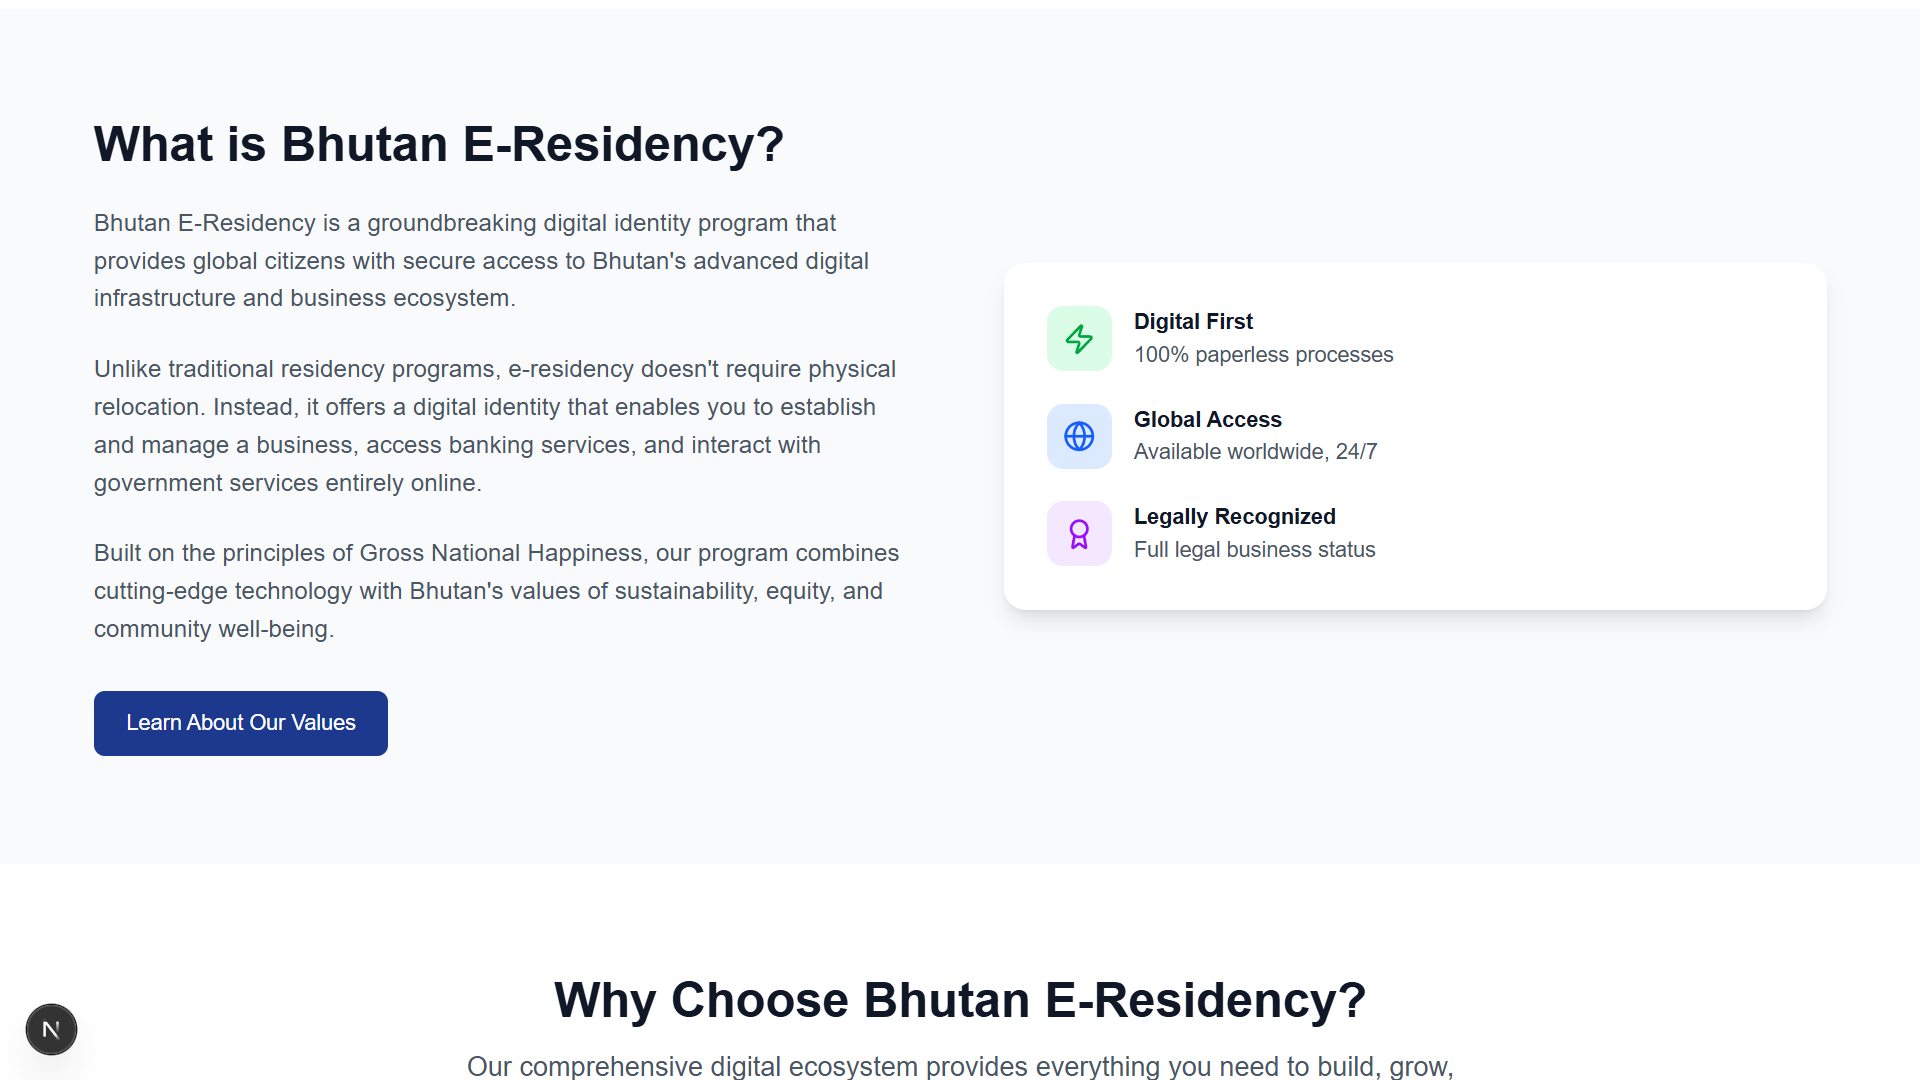 What is Bhutan E-Residency?
Bhutan E-Residency is a groundbreaking digital identity program that
provides global citizens with secure access to Bhutan's advanced digital
infrastructure and business ecosystem.
Unlike traditional residency programs, e-residency doesn't require physical
relocation. Instead, it offers a digital identity that enables you to establish
and manage a business, access banking services, and interact with
government services entirely online.
Built on the principles of Gross National Happiness, our program combines
cutting-edge technology with Bhutan's values of sustainability, equity, and
community well-being.
Learn About Our Values
Digital First
100% paperless processes
Global Access
Available worldwide, 24/7
Legally Recognized
Full legal business status
Why Choose Bhutan E-Residency?
Our comprehensive digital ecosystem provides everything you need to build, grow,
N